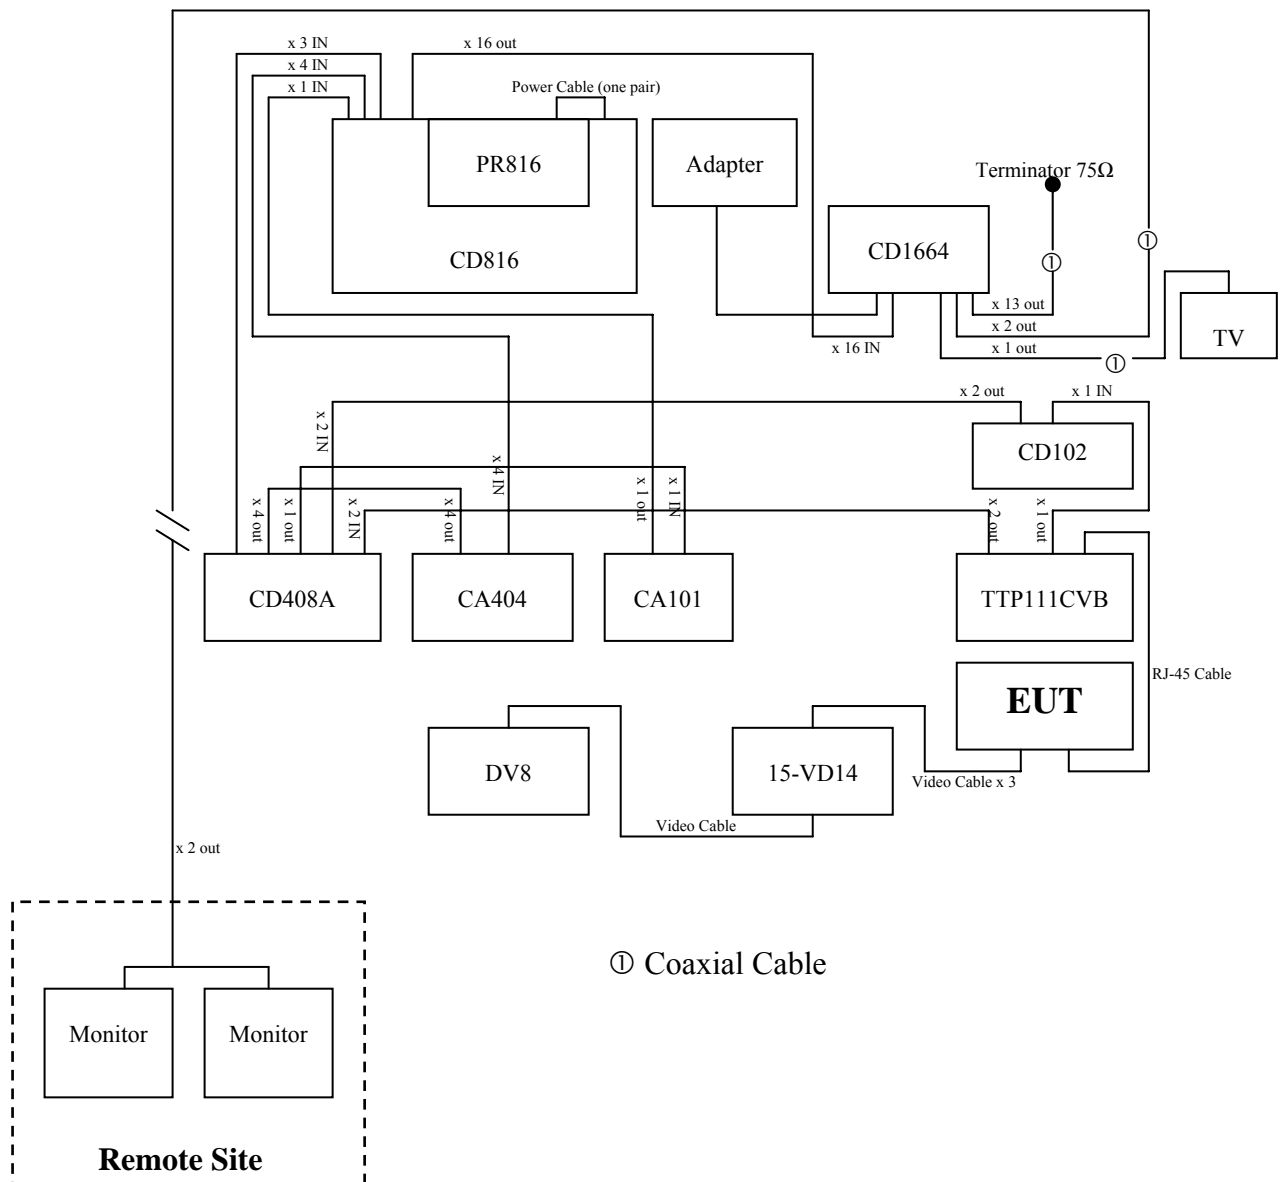 x 3 IN
x 16 out
x 4 IN
x 1 IN
Power Cable (one pair)
PR816
Adapter
Terminator 75Ω
CD816
CD1664
①
①
x 13 out
x 2 out
x 16 IN
x 1 out
①
TV
x 2 out
x 1 IN
x 2 IN
CD102
x 4 IN
x 4 out
x 1 out
x 2 IN
x 4 out
x 1 out
x 1 IN
x 2 out
x 1 out
CD408A
CA404
CA101
TTP111CVB
RJ-45 Cable
EUT
DV8
15-VD14
Video Cable x 3
Video Cable
x 2 out
① Coaxial Cable
Monitor
Monitor
Remote Site